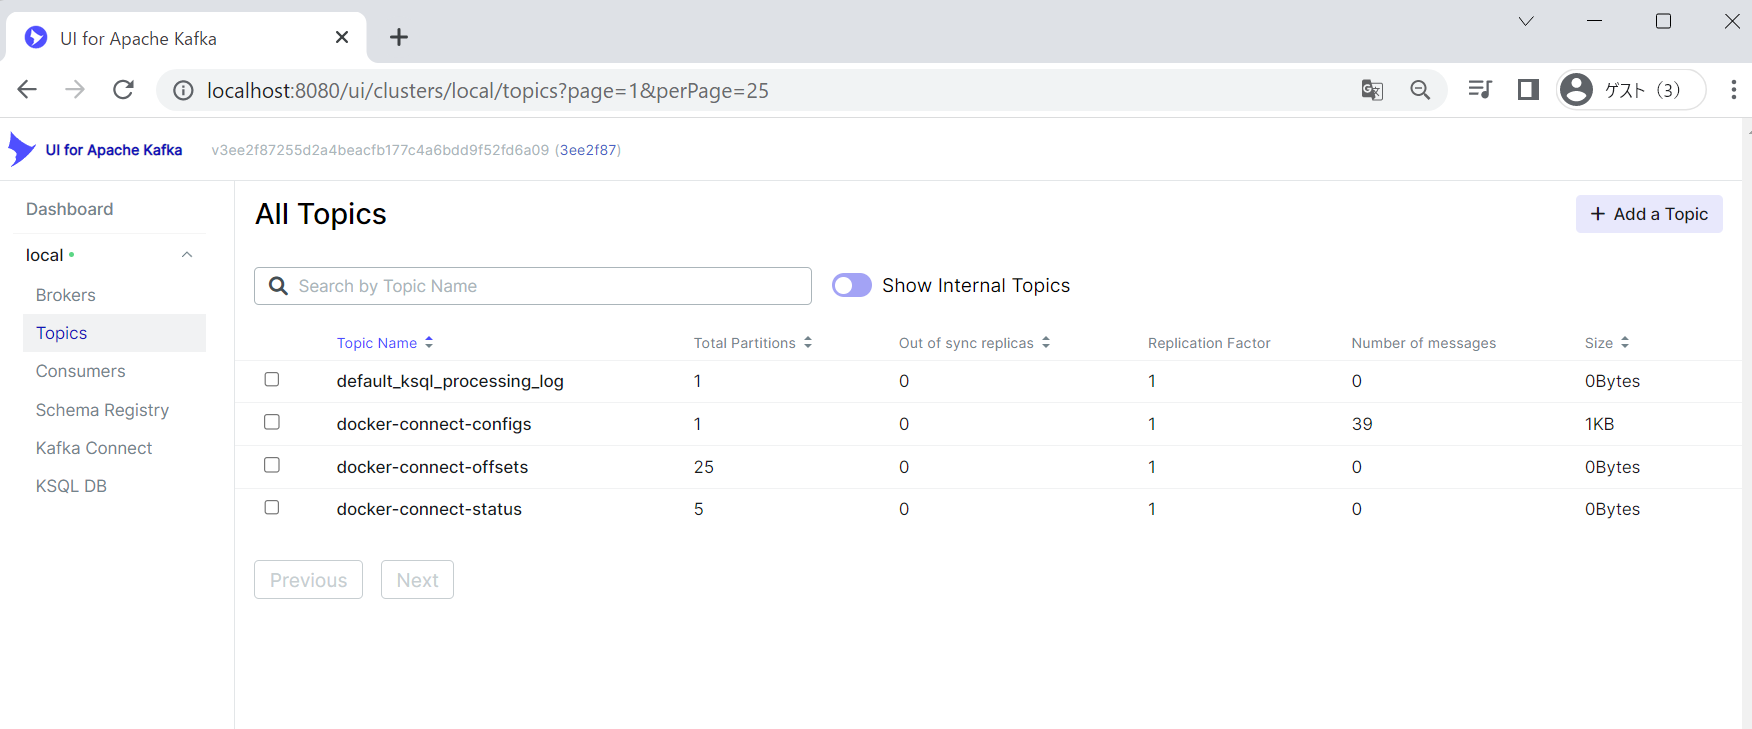 UI for Apache Kafka
localhost:8080/ui/clusters/local/topics?page=1&perPage=25
ゲスト（3）
UI for Apache Kafka v3ee2f87255d2a4beacfb177c4a6bdd9f52fd6a09 (3ee2f87)
Dashboard
local
Brokers
Topics
Consumers
Schema Registry
Kafka Connect
KSQL DB
All Topics
+ Add a Topic
Search by Topic Name
Show Internal Topics
Topic Name Total Partitions Out of sync replicas Replication Factor Number of messages Size
default_ksql_processing_log 1 0 1 0 0Bytes
docker-connect-configs 1 0 1 39 1KB
docker-connect-offsets 25 0 1 0 0Bytes
docker-connect-status 5 0 1 0 0Bytes
Previous Next